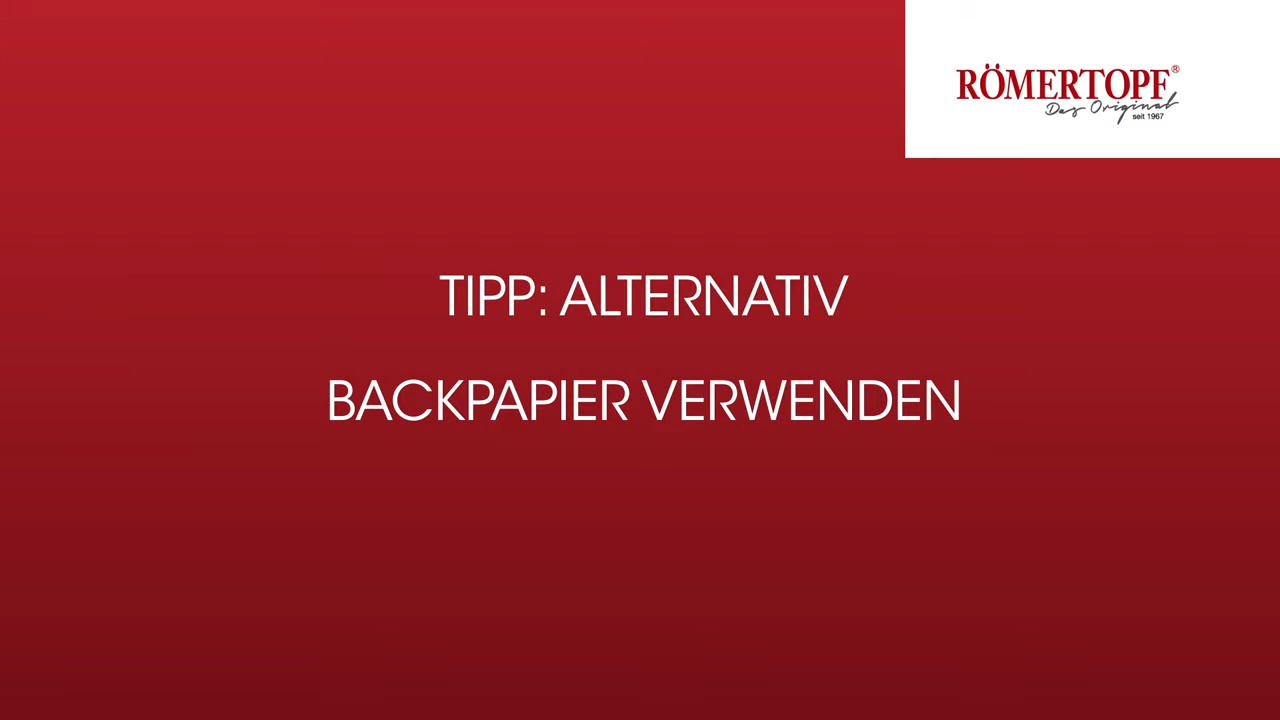 RÖMERTOPF®
Das Original
seit 1967
TIPP: ALTERNATIV
BACKPAPIER VERWENDEN